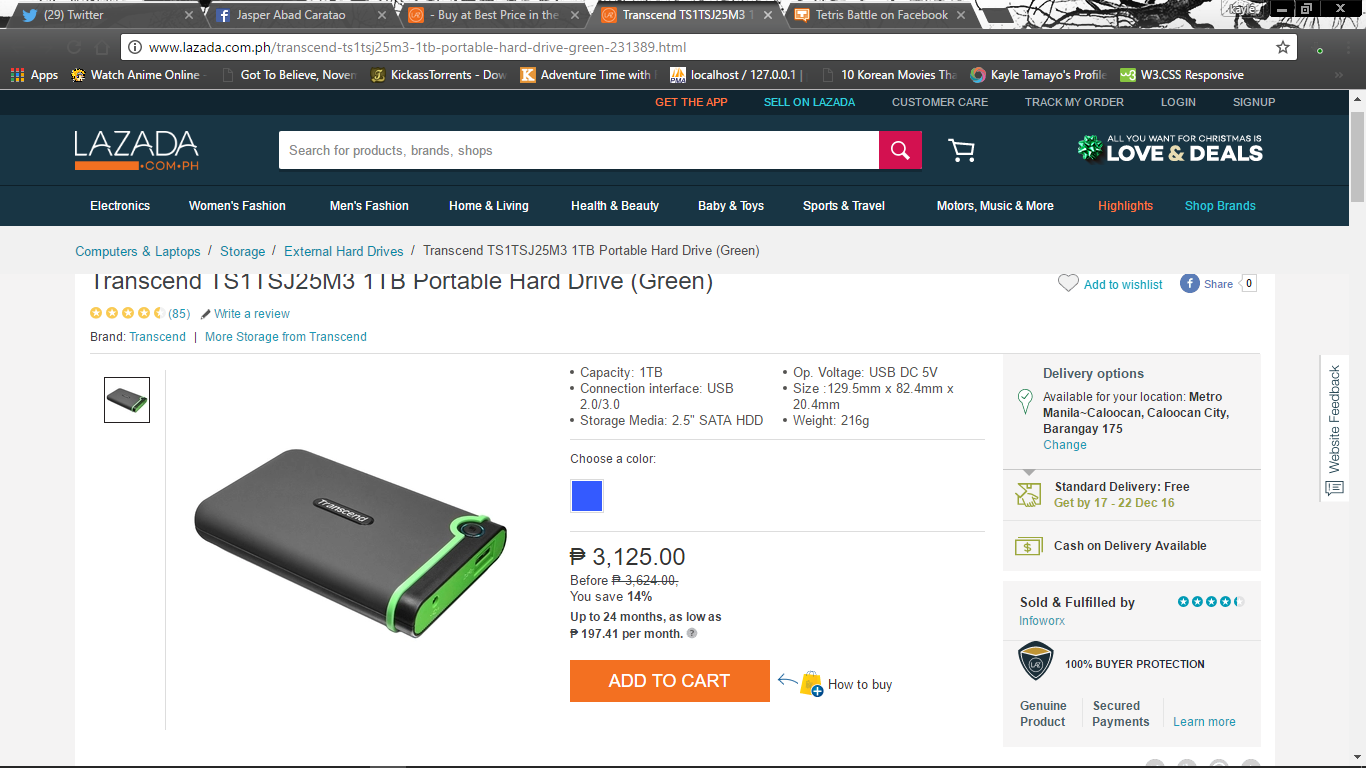 (29) Twitter
Jasper Abad Caratao
- Buy at Best Price in the
Transcend TS1TSJ25M3 1
Tetris Battle on Facebook
Kayle
www.lazada.com.ph/transcend-ts1tsj25m3-1tb-portable-hard-drive-green-231389.html
Apps
Watch Anime Online -
Got To Believe, Noven
KickassTorrents - Dow
Adventure Time with
localhost / 127.0.0.1 |
10 Korean Movies Tha
Kayle Tamayo's Profile
W3.CSS Responsive
GET THE APP
SELL ON LAZADA
CUSTOMER CARE
TRACK MY ORDER
LOGIN
SIGNUP
LAZADA
.COM.PH
Search for products, brands, shops
ALL YOU WANT FOR CHRISTMAS IS
LOVE & DEALS
Electronics
Women's Fashion
Men's Fashion
Home & Living
Health & Beauty
Baby & Toys
Sports & Travel
Motors, Music & More
Highlights
Shop Brands
Computers & Laptops / Storage / External Hard Drives / Transcend TS1TSJ25M3 1TB Portable Hard Drive (Green)
Transcend TS1TSJ25M3 1TB Portable Hard Drive (Green)
Add to wishlist
f Share
0
(85)
Write a review
Brand: Transcend | More Storage from Transcend
• Capacity: 1TB
• Connection interface: USB
2.0/3.0
• Storage Media: 2.5" SATA HDD
• Op. Voltage: USB DC 5V
• Size :129.5mm x 82.4mm x
20.4mm
• Weight: 216g
Transcend
Choose a color:
₱ 3,125.00
Before ₱ 3,624.00,
You save 14%
Up to 24 months, as low as
₱ 197.41 per month. ?
ADD TO CART
How to buy
Delivery options
Available for your location: Metro
Manila~Caloocan, Caloocan City,
Barangay 175
Change
Standard Delivery: Free
Get by 17 - 22 Dec 16
$
Cash on Delivery Available
Sold & Fulfilled by
Infoworx
100% BUYER PROTECTION
Genuine
Product
Secured
Payments
Learn more
Website Feedback